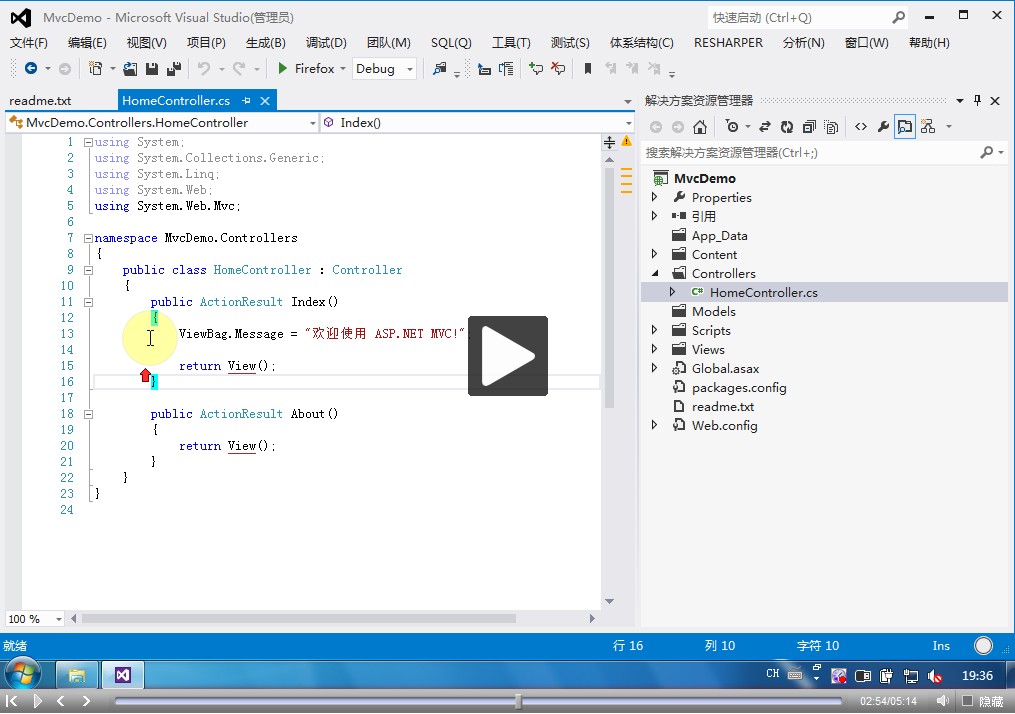 MvcDemo - Microsoft Visual Studio(管理员)
快速启动 (Ctrl+Q)
文件(F) 编辑(E) 视图(V) 项目(P) 生成(B) 调试(D) 团队(M) SQL(Q) 工具(T) 测试(S) 体系结构(C) RESHARPER 分析(N) 窗口(W) 帮助(H)
Firefox Debug
readme.txt HomeController.cs
MvcDemo.Controllers.HomeController Index()
1 using System;
2 using System.Collections.Generic;
3 using System.Linq;
4 using System.Web;
5 using System.Web.Mvc;
6
7 namespace MvcDemo.Controllers
8 {
9 public class HomeController : Controller
10 {
11 public ActionResult Index()
12 {
13 ViewBag.Message = "欢迎使用 ASP.NET MVC!"
14
15 return View();
16 }
17
18 public ActionResult About()
19 {
20 return View();
21 }
22 }
23 }
24
100 %
解决方案资源管理器
搜索解决方案资源管理器(Ctrl+;)
MvcDemo
Properties
引用
App_Data
Content
Controllers
C# HomeController.cs
Models
Scripts
Views
Global.asax
packages.config
readme.txt
Web.config
就绪 行 16 列 10 字符 10 Ins
CH 19:36
02:54/05:14 隐藏